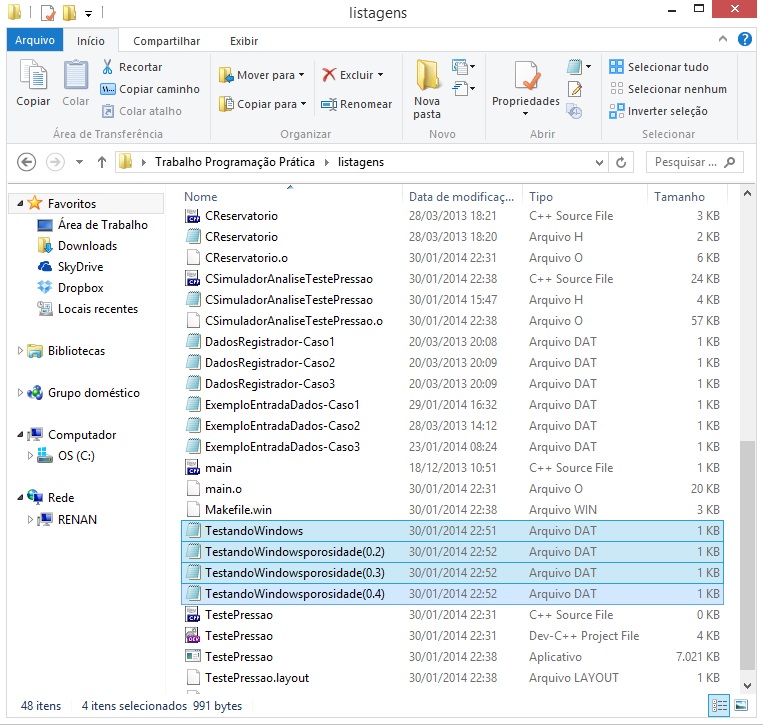 listagens
Arquivo Início Compartilhar Exibir
Copiar
Colar
Recortar
Copiar caminho
Colar atalho
Área de Transferência
Mover para
Copiar para
Excluir
Renomear
Organizar
Nova pasta
Novo
Propriedades
Abrir
Selecionar tudo
Selecionar nenhum
Inverter seleção
Selecionar
Trabalho Programação Prática listagens
Pesquisar ...
Favoritos
Área de Trabalho
Downloads
SkyDrive
Dropbox
Locais recentes
Bibliotecas
Grupo doméstico
Computador
OS (C:)
Rede
RENAN
Nome Data de modificaç... Tipo Tamanho
CReservatorio 28/03/2013 18:21 C++ Source File 3 KB
CReservatorio 28/03/2013 18:20 Arquivo H 2 KB
CReservatorio.o 30/01/2014 22:31 Arquivo O 6 KB
CSimuladorAnaliseTestePressao 30/01/2014 22:38 C++ Source File 24 KB
CSimuladorAnaliseTestePressao 30/01/2014 15:47 Arquivo H 4 KB
CSimuladorAnaliseTestePressao.o 30/01/2014 22:38 Arquivo O 57 KB
DadosRegistrador-Caso1 20/03/2013 20:08 Arquivo DAT 1 KB
DadosRegistrador-Caso2 20/03/2013 20:09 Arquivo DAT 1 KB
DadosRegistrador-Caso3 20/03/2013 20:09 Arquivo DAT 1 KB
ExemploEntradaDados-Caso1 29/01/2014 16:32 Arquivo DAT 1 KB
ExemploEntradaDados-Caso2 28/03/2013 14:12 Arquivo DAT 1 KB
ExemploEntradaDados-Caso3 23/01/2014 08:24 Arquivo DAT 1 KB
main 18/12/2013 10:51 C++ Source File 1 KB
main.o 30/01/2014 22:31 Arquivo O 20 KB
Makefile.win 30/01/2014 22:38 Arquivo WIN 3 KB
TestandoWindows 30/01/2014 22:51 Arquivo DAT 1 KB
TestandoWindowsporosidade(0.2) 30/01/2014 22:52 Arquivo DAT 1 KB
TestandoWindowsporosidade(0.3) 30/01/2014 22:52 Arquivo DAT 1 KB
TestandoWindowsporosidade(0.4) 30/01/2014 22:52 Arquivo DAT 1 KB
TestePressao 30/01/2014 22:31 C++ Source File 0 KB
TestePressao 30/01/2014 22:31 Dev-C++ Project File 4 KB
TestePressao 30/01/2014 22:38 Aplicativo 7.021 KB
TestePressao.layout 30/01/2014 22:38 Arquivo LAYOUT 1 KB
48 itens 4 itens selecionados 991 bytes